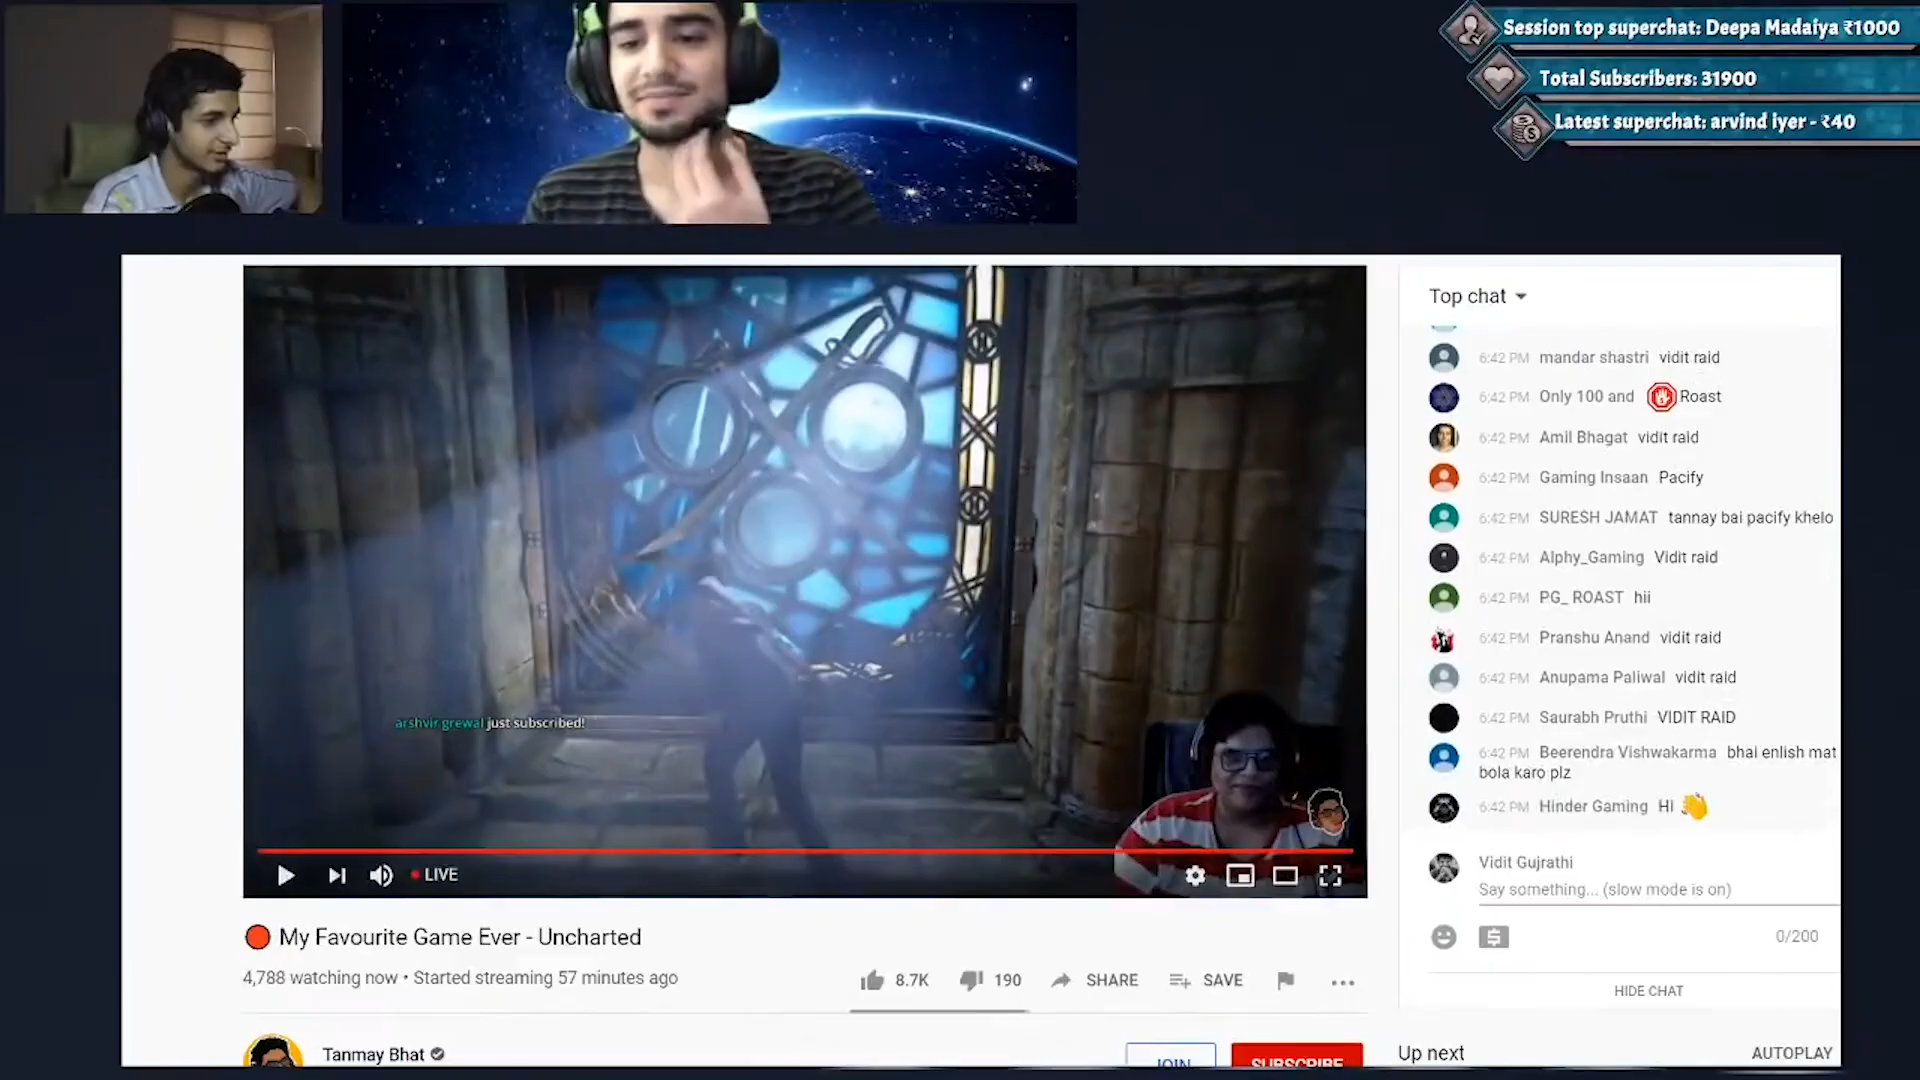 Session top superchat: Deepa Madaiya ₹1000
Total Subscribers: 31900
Latest superchat: arvind iyer - ₹40
Top chat
6:42 PM mandar shastri vidit raid
6:42 PM Only 100 and Roast
6:42 PM Amil Bhagat vidit raid
6:42 PM Gaming Insaan Pacify
6:42 PM SURESH JAMAT tannay bai pacify khelo
6:42 PM Alphy_Gaming Vidit raid
6:42 PM PG_ ROAST hii
6:42 PM Pranshu Anand vidit raid
6:42 PM Anupama Paliwal vidit raid
6:42 PM Saurabh Pruthi VIDIT RAID
6:42 PM Beerendra Vishwakarma bhai enlish mat
bola karo plz
6:42 PM Hinder Gaming HI
Vidit Gujrathi
Say something... (slow mode is on)
0/200
HIDE CHAT
arshvir grewal just subscribed!
LIVE
My Favourite Game Ever - Uncharted
4,788 watching now • Started streaming 57 minutes ago
8.7K 190 SHARE SAVE
Tanmay Bhat
JOIN SUBSCRIBE
Up next AUTOPLAY